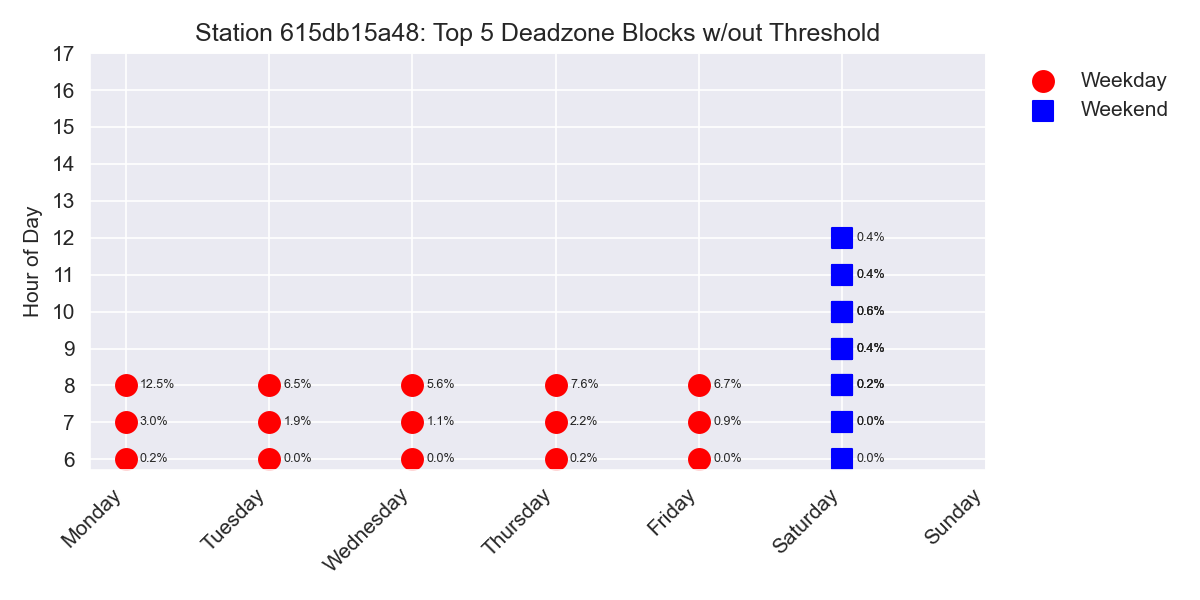 Station 615db15a48: Top 5 Deadzone Blocks w/out Threshold
Weekday
Weekend
Hour of Day
17
16
15
14
13
12 0.4%
11 0.4%
10 0.6%
9 0.4%
8 12.5% 6.5% 5.6% 7.6% 6.7% 0.2%
7 3.0% 1.9% 1.1% 2.2% 0.9% 0.0%
6 0.2% 0.0% 0.0% 0.2% 0.0% 0.0%
Monday Tuesday Wednesday Thursday Friday Saturday Sunday